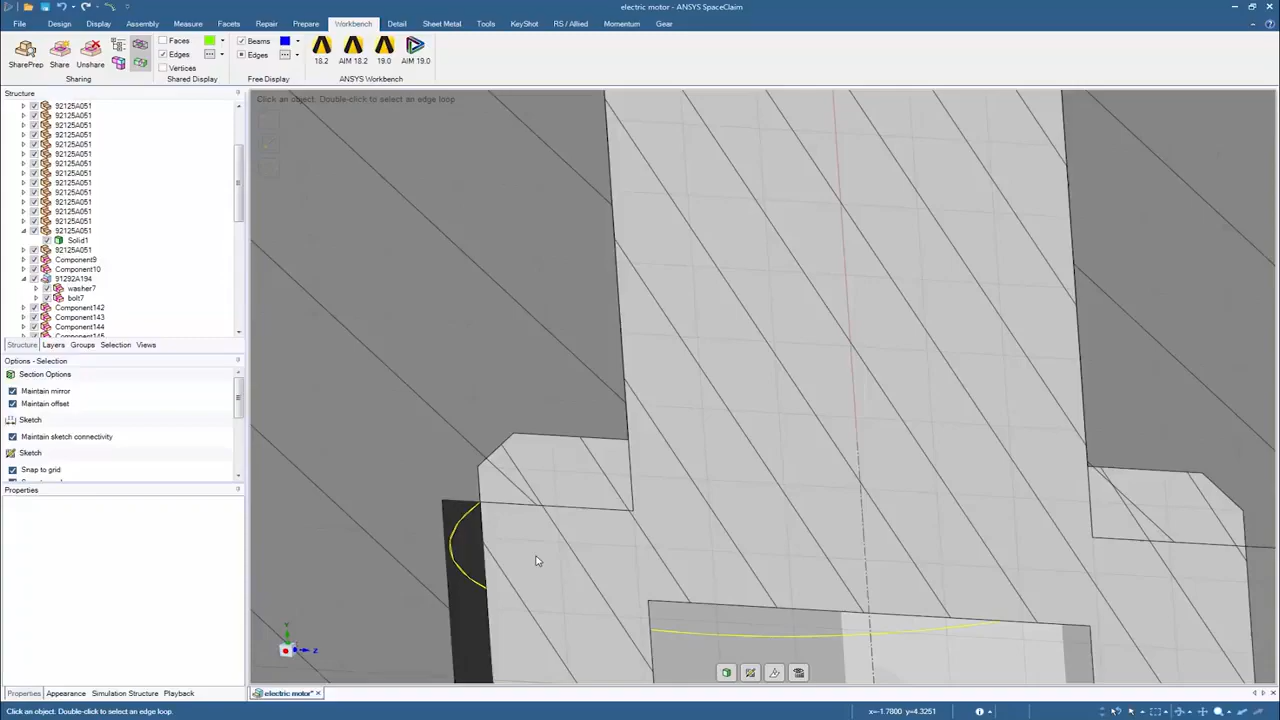 electric motor - ANSYS SpaceClaim
File Design Display Assembly Measure Facets Repair Prepare Workbench Detail Sheet Metal Tools KeyShot RS / Allied Momentum Gear
Faces Beams
SharePrep Share Unshare Edges Edges 18.2 AIM 18.2 19.0 AIM 19.0
Vertices
Sharing Shared Display Free Display ANSYS Workbench
Structure
Click an object. Double-click to select an edge loop
92125A051
92125A051
92125A051
92125A051
92125A051
92125A051
92125A051
92125A051
92125A051
92125A051
92125A051
92125A051
92125A051
92125A051
Solid1
92125A051
Component9
Component10
91292A194
washer7
bolt7
Component142
Component143
Component144
Component145
Structure Layers Groups Selection Views
Options - Selection
Section Options
Maintain mirror
Maintain offset
Sketch
Maintain sketch connectivity
Sketch
Snap to grid
Properties
Y
Z
Properties Appearance Simulation Structure Playback
electric motor*
Click an object. Double-click to select an edge loop. x=-1.7800 y=4.3251